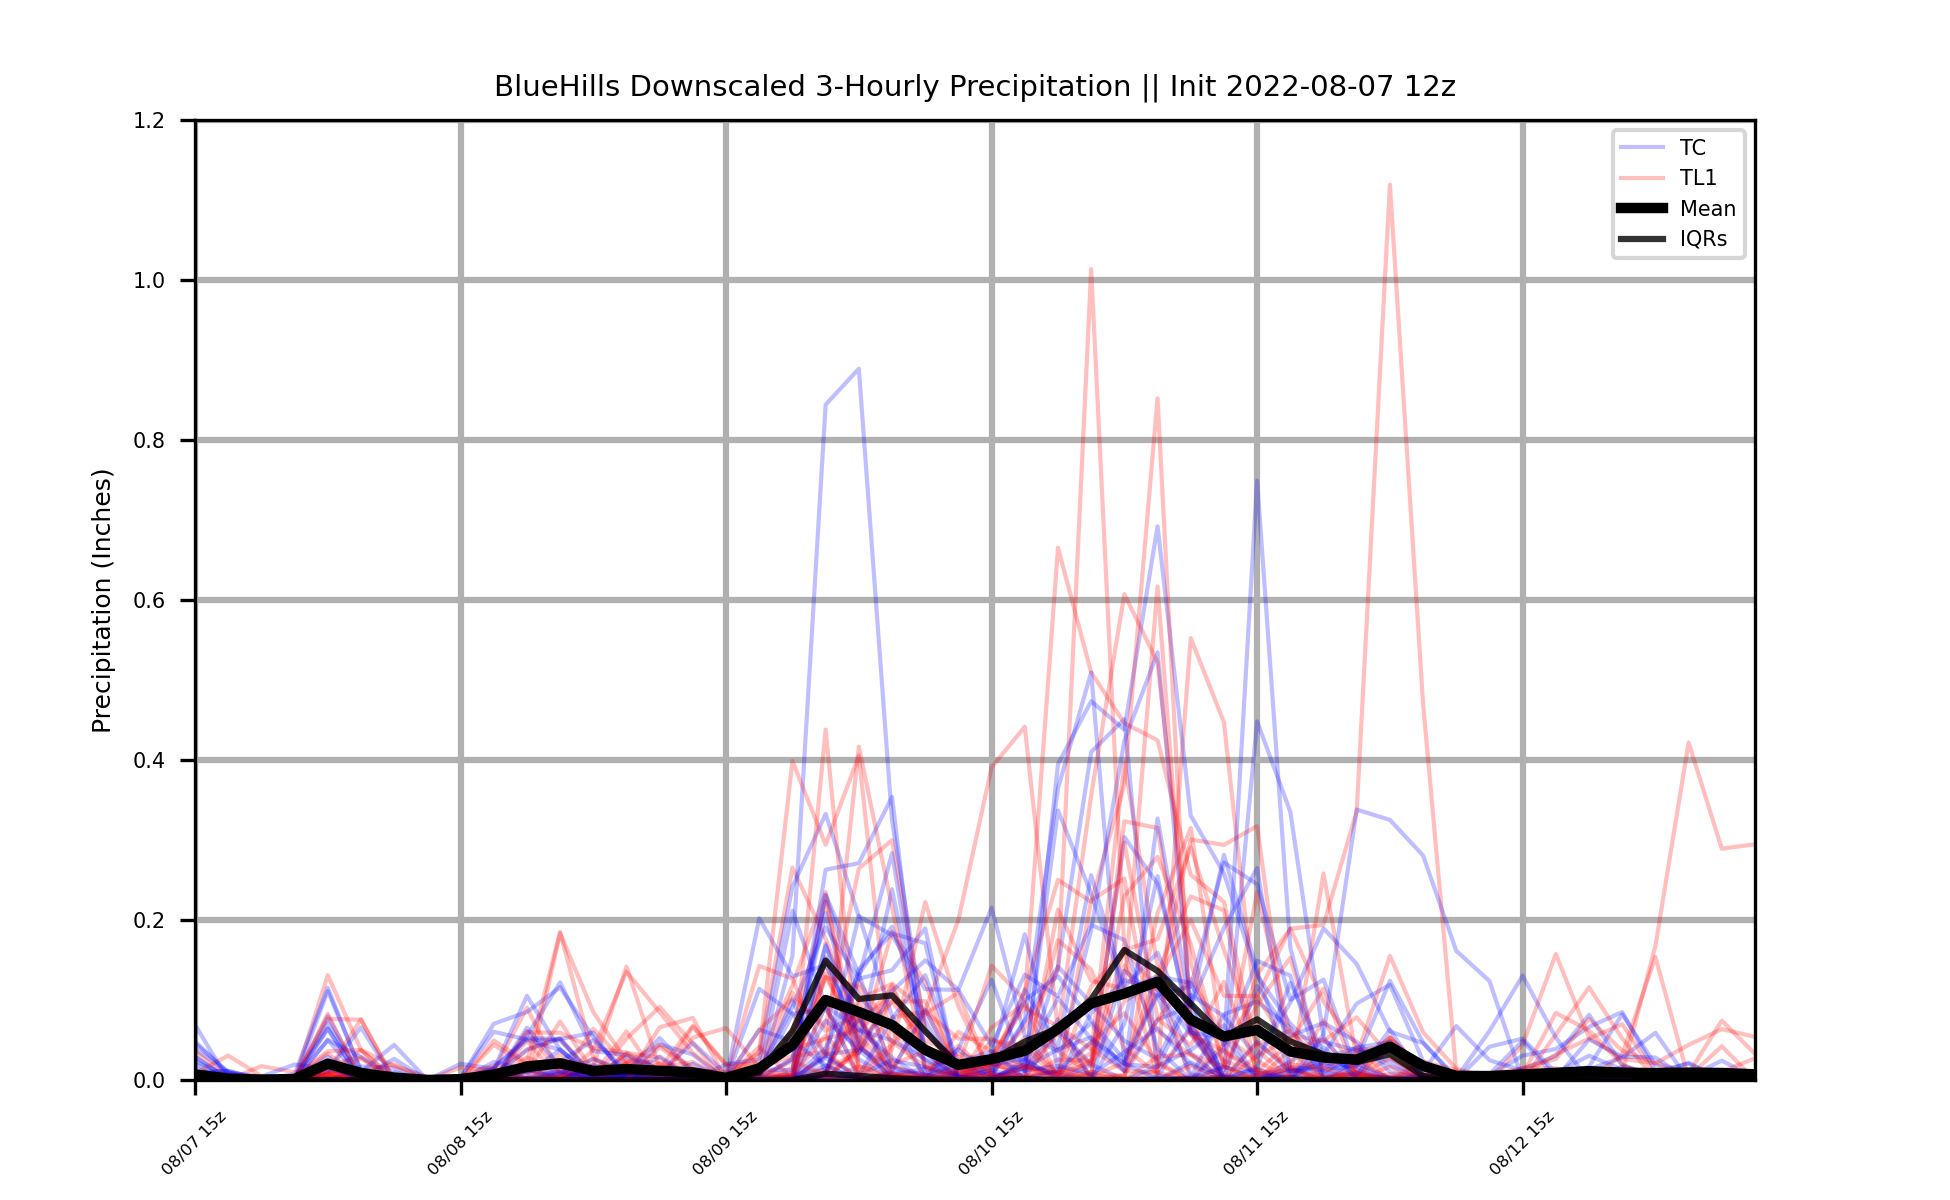 BlueHills Downscaled 3-Hourly Precipitation || Init 2022-08-07 12z
TC
TL1
Mean
IQRs
Precipitation (Inches)
1.2
1.0
0.8
0.6
0.4
0.2
0.0
08/07 15z
08/08 15z
08/09 15z
08/10 15z
08/11 15z
08/12 15z